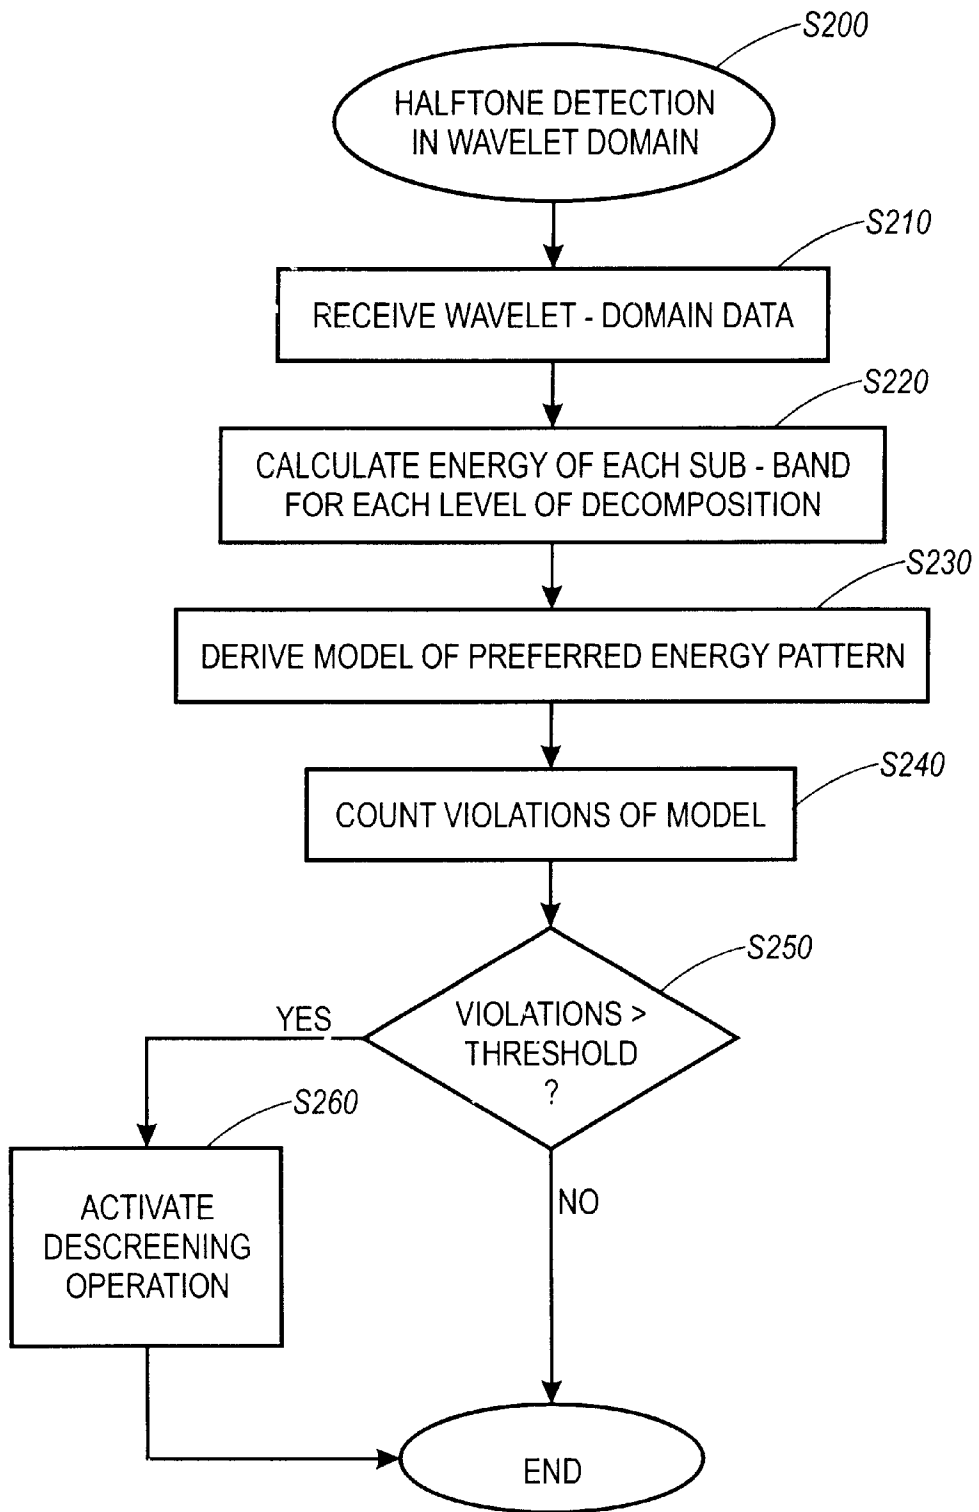 S200
HALFTONE DETECTION
IN WAVELET DOMAIN
S210
RECEIVE WAVELET - DOMAIN DATA
S220
CALCULATE ENERGY OF EACH SUB - BAND
FOR EACH LEVEL OF DECOMPOSITION
S230
DERIVE MODEL OF PREFERRED ENERGY PATTERN
S240
COUNT VIOLATIONS OF MODEL
S250
VIOLATIONS >
THRESHOLD
?
YES
S260
ACTIVATE
DESCREENING
OPERATION
NO
END